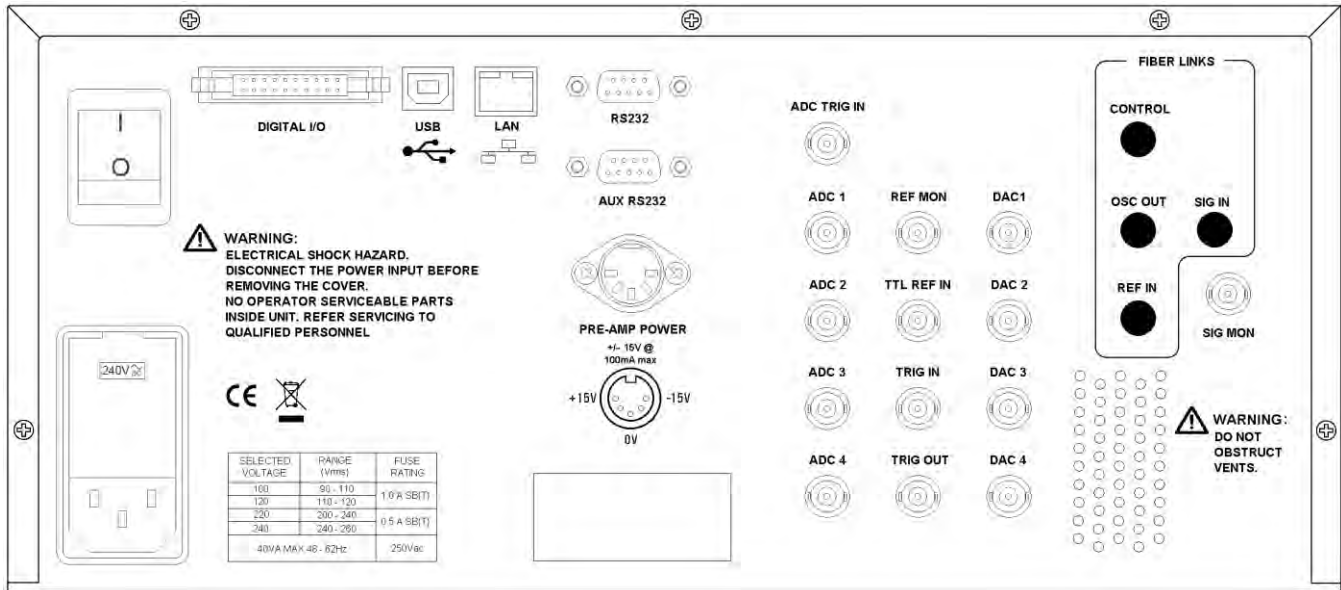 I
O
DIGITAL I/O
USB
LAN
RS232
AUX RS232
WARNING:
ELECTRICAL SHOCK HAZARD.
DISCONNECT THE POWER INPUT BEFORE
REMOVING THE COVER.
NO OPERATOR SERVICEABLE PARTS
INSIDE UNIT. REFER SERVICING TO
QUALIFIED PERSONNEL
240V
CE
PRE-AMP POWER
+/- 15V @
100mA max
+15V
-15V
0V
SELECTED VOLTAGE RANGE (Vrms) FUSE RATING
100 90 - 110 1.0 A SB(T)
120 110 - 120
220 200 - 240 0.5 A SB(T)
240 240 - 260
40VA MAX 250Vac
ADC TRIG IN
ADC 1 REF MON DAC1
ADC 2 TTL REF IN DAC 2
ADC 3 TRIG IN DAC 3
ADC 4 TRIG OUT DAC 4
FIBER LINKS
CONTROL
OSC OUT SIG IN
REF IN
SIG MON
WARNING:
DO NOT
OBSTRUCT
VENTS.